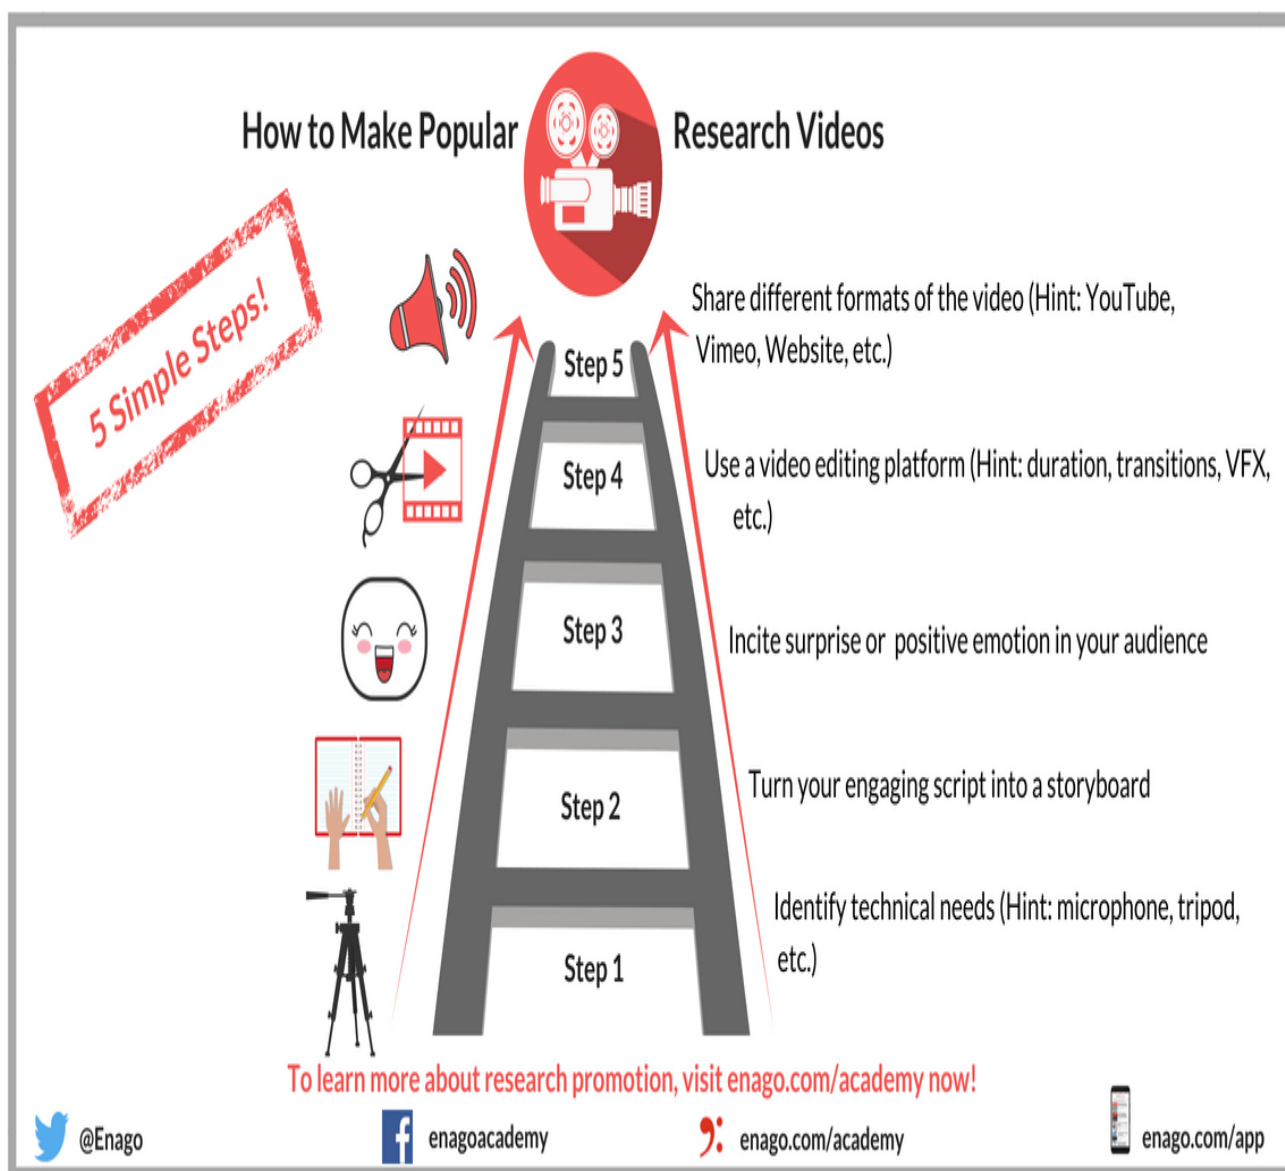 How to Make Popular Research Videos
5 Simple Steps!
Step 5
Share different formats of the video (Hint: YouTube,
Vimeo, Website, etc.)
Step 4
Use a video editing platform (Hint: duration, transitions, VFX,
etc.)
Step 3
Incite surprise or positive emotion in your audience
Step 2
Turn your engaging script into a storyboard
Step 1
Identify technical needs (Hint: microphone, tripod,
etc.)
To learn more about research promotion, visit enago.com/academy now!
@Enago
enagoacademy
enago.com/academy
enago.com/app